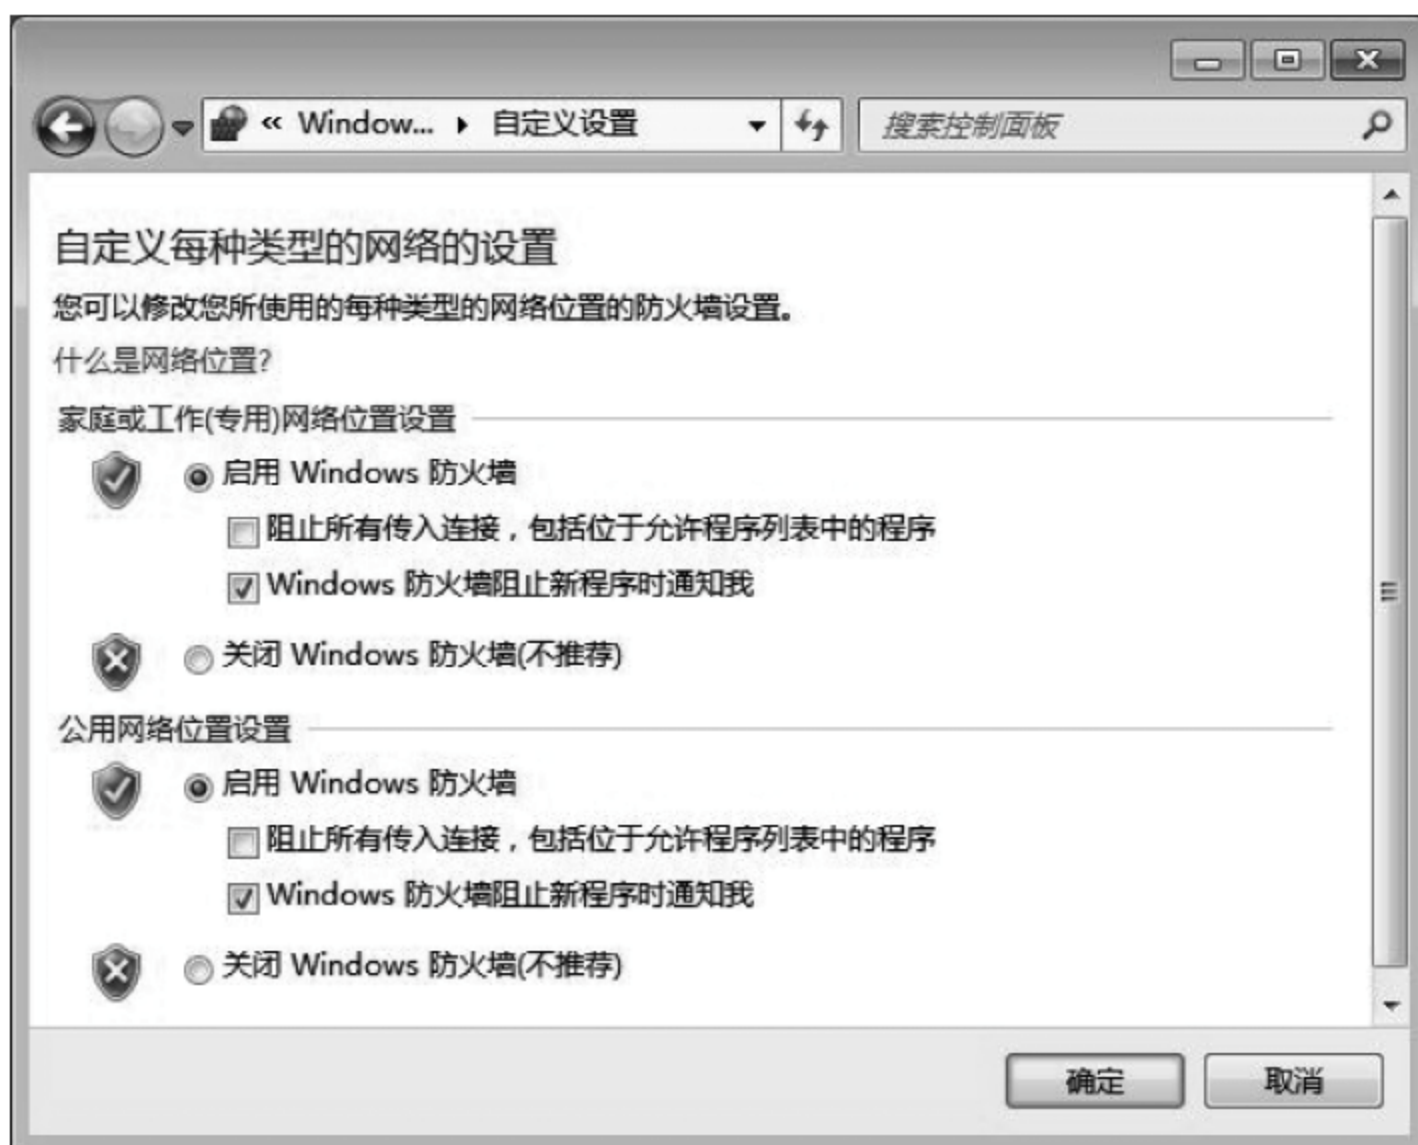 « Window... ▸ 自定义设置
搜索控制面板
自定义每种类型的网络的设置
您可以修改您所使用的每种类型的网络位置的防火墙设置。
什么是网络位置?
家庭或工作(专用)网络位置设置
启用 Windows 防火墙
阻止所有传入连接，包括位于允许程序列表中的程序
Windows 防火墙阻止新程序时通知我
关闭 Windows 防火墙(不推荐)
公用网络位置设置
启用 Windows 防火墙
阻止所有传入连接，包括位于允许程序列表中的程序
Windows 防火墙阻止新程序时通知我
关闭 Windows 防火墙(不推荐)
确定
取消